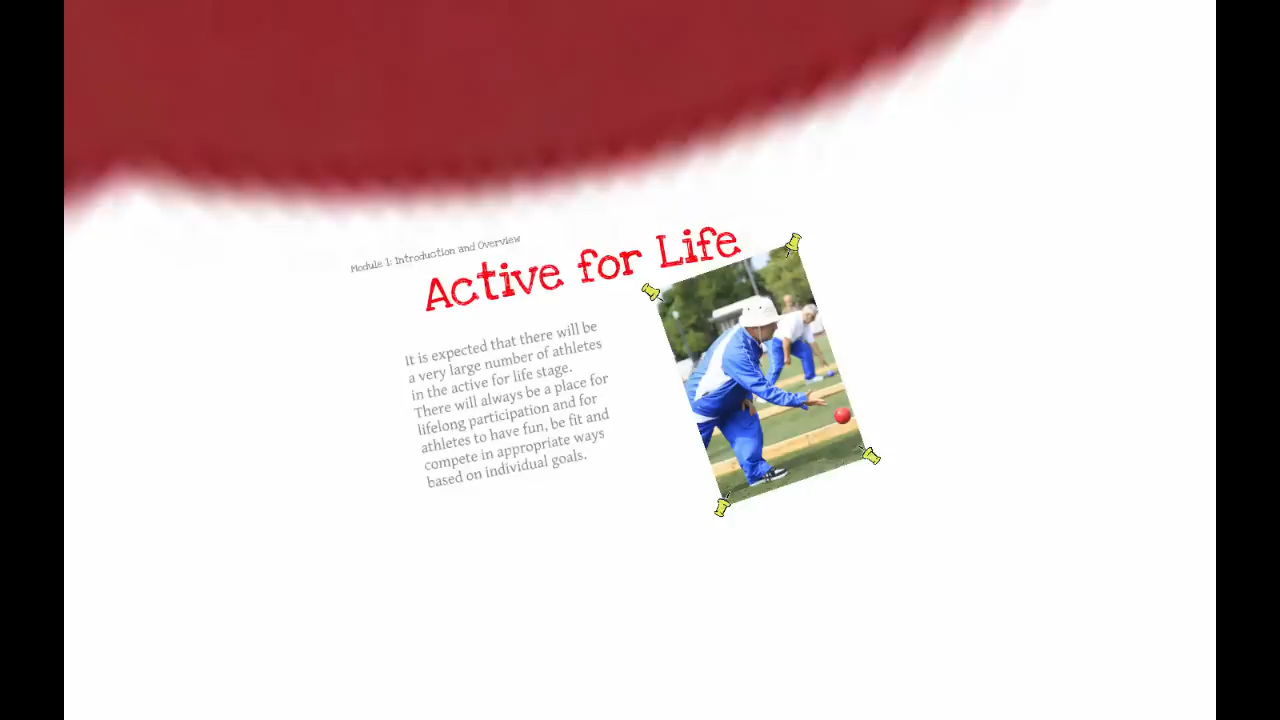 Module 1: Introduction and Overview
Active for Life
It is expected that there will be
a very large number of athletes
in the active for life stage.
There will always be a place for
lifelong participation and for
athletes to have fun, be fit and
compete in appropriate ways
based on individual goals.